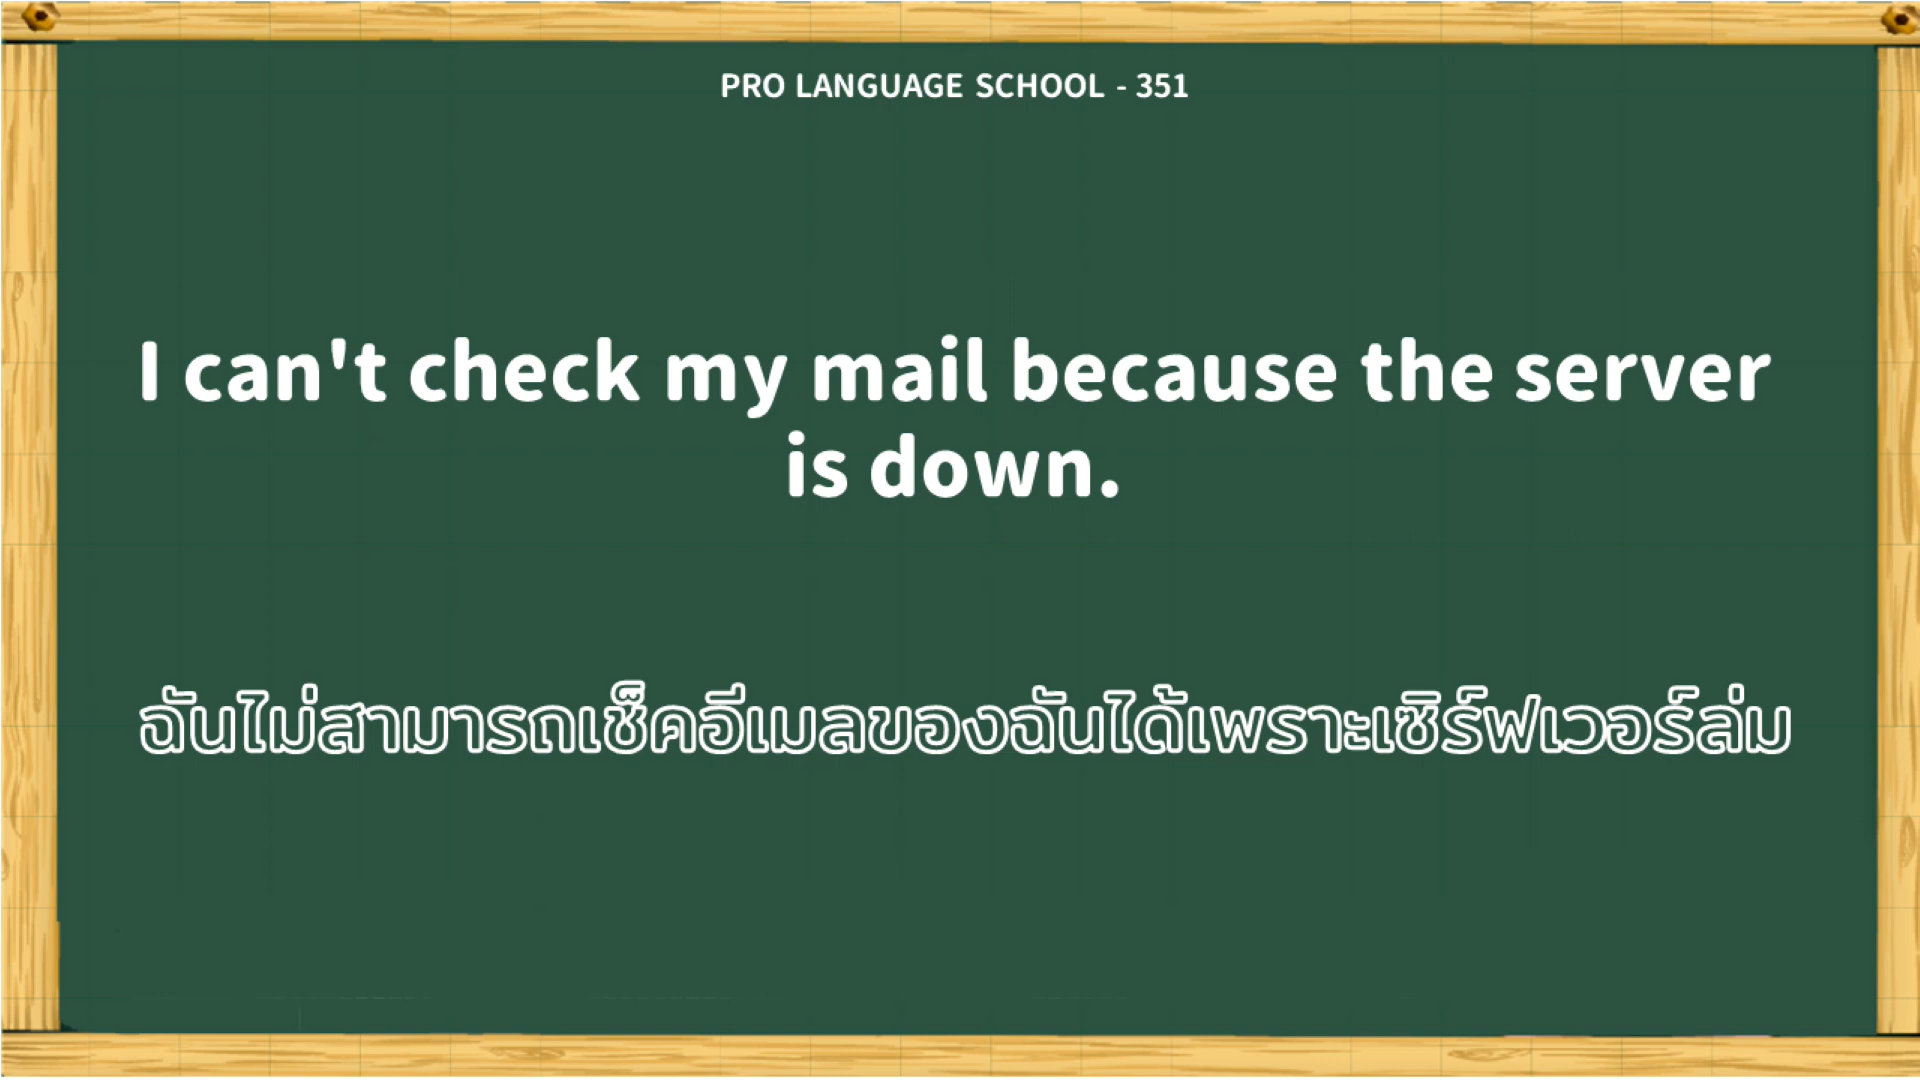 PRO LANGUAGE SCHOOL - 351
I can't check my mail because the server
is down.
ฉันไม่สามารถเช็คอีเมลของฉันได้เพราะเซิร์ฟเวอร์ล่ม